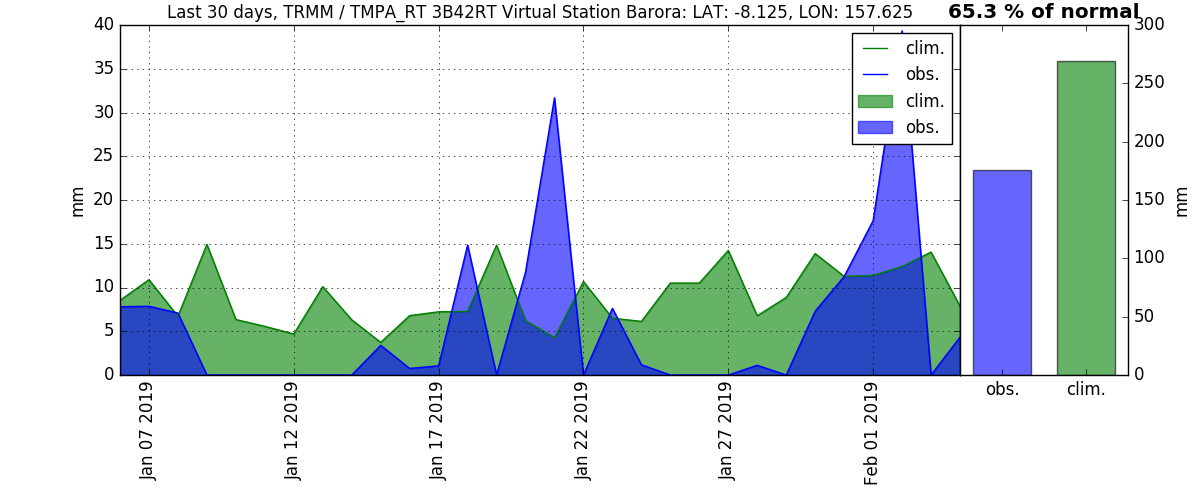 Last 30 days, TRMM / TMPA_RT 3B42RT Virtual Station Barora: LAT: -8.125, LON: 157.625
65.3 % of normal
40
35
30
25
20
15
10
5
0
mm
clim.
obs.
clim.
obs.
300
250
200
150
100
50
0
mm
Jan 07 2019
Jan 12 2019
Jan 17 2019
Jan 22 2019
Jan 27 2019
Feb 01 2019
obs.
clim.